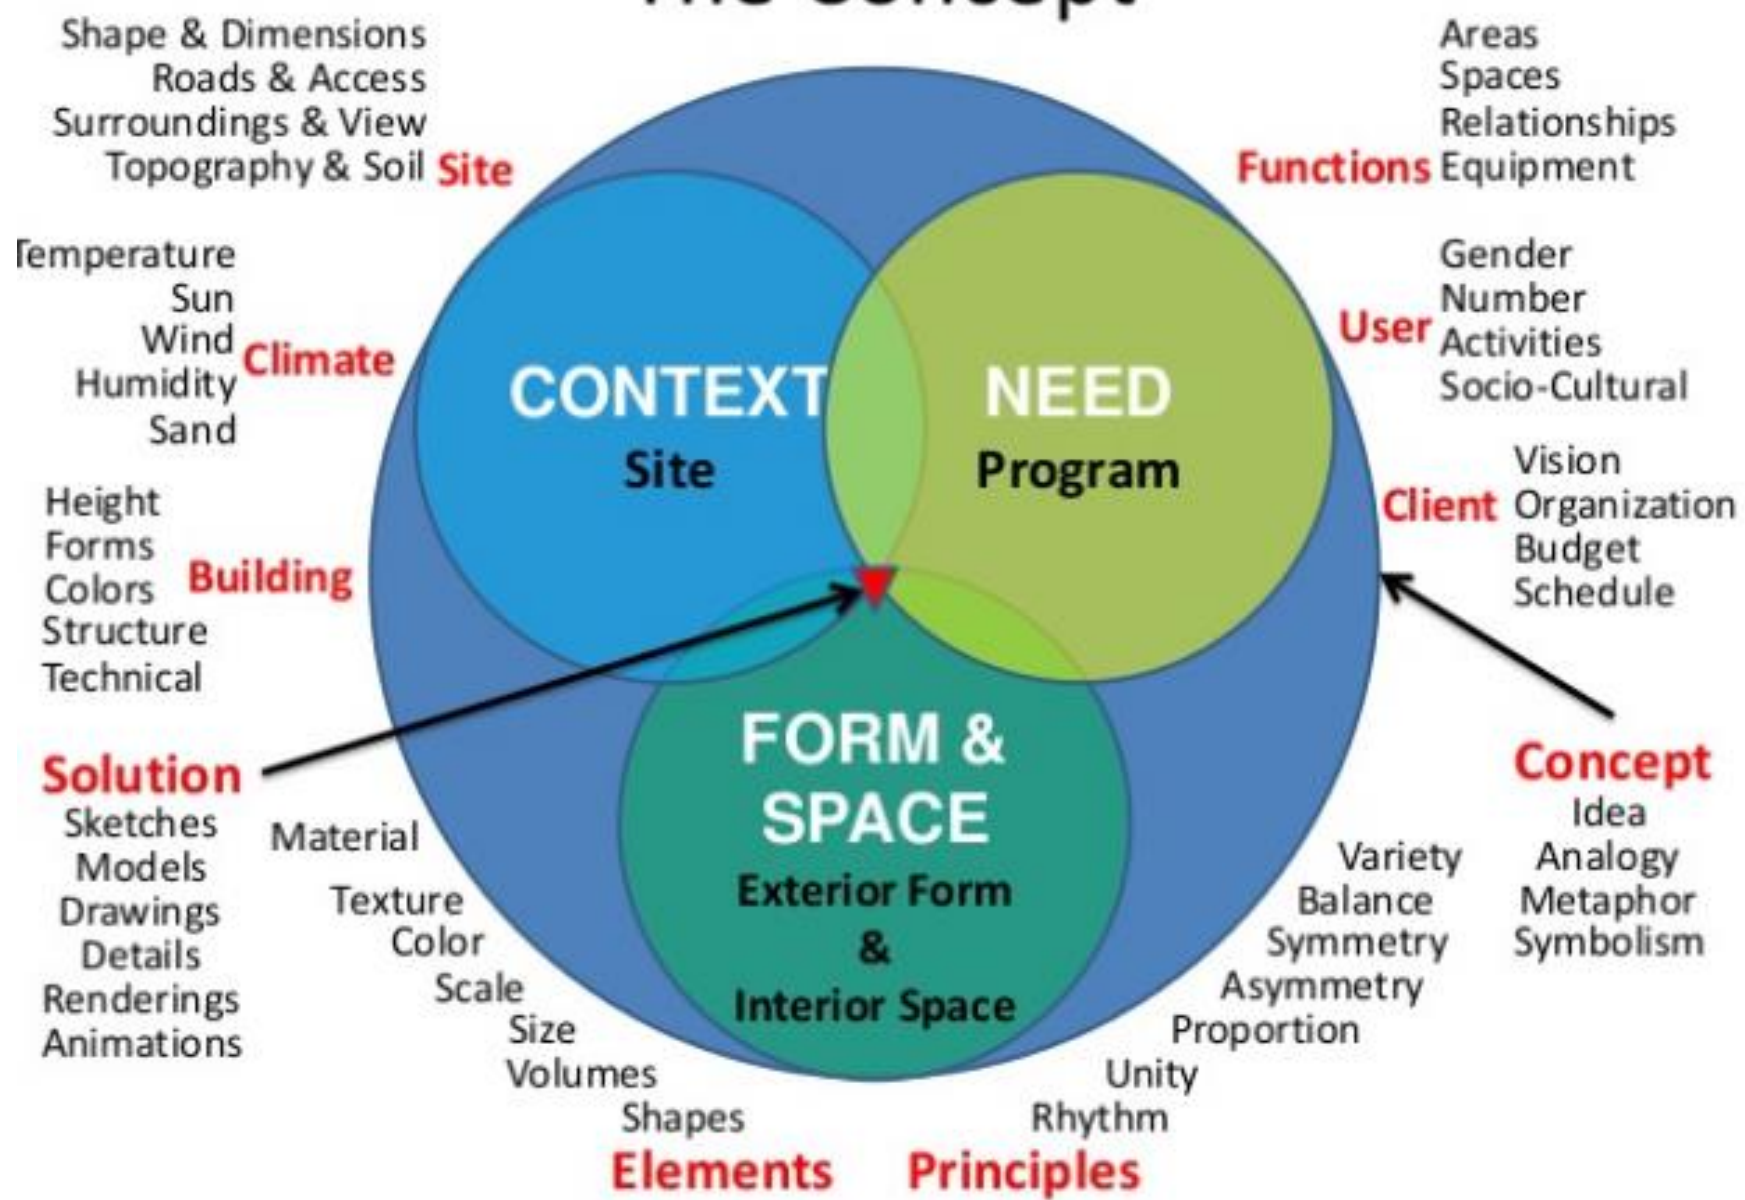 The Concept
Shape & Dimensions
Roads & Access
Surroundings & View
Topography & Soil
Site
Temperature
Sun
Wind
Humidity
Sand
Climate
Height
Forms
Colors
Structure
Technical
Building
Areas
Spaces
Relationships
Equipment
Functions
Gender
Number
Activities
Socio-Cultural
User
Vision
Organization
Budget
Schedule
Client
CONTEXT
Site
NEED
Program
FORM &
SPACE
Exterior Form
&
Interior Space
Solution
Sketches
Models
Drawings
Details
Renderings
Animations
Material
Texture
Color
Scale
Size
Volumes
Shapes
Elements
Concept
Idea
Analogy
Metaphor
Symbolism
Variety
Balance
Symmetry
Asymmetry
Proportion
Unity
Rhythm
Principles